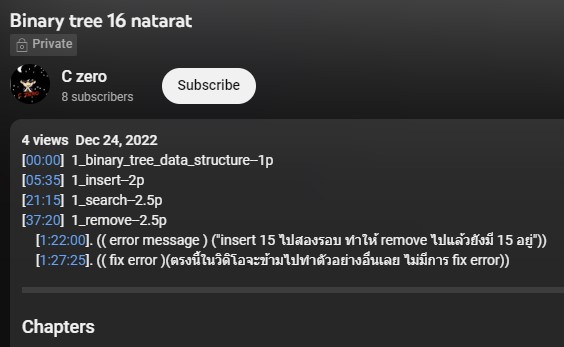 Binary tree 16 natarat
Private
C zero
8 subscribers
Subscribe
4 views  Dec 24, 2022
[00:00]  1_binary_tree_data_structure--1p
[05:35]  1_insert--2p
[21:15]  1_search--2.5p
[37:20]  1_remove--2.5p
[1:22:00]. (( error message ) ("insert 15 ไปสองรอบ ทำให้ remove ไปแล้วยังมี 15 อยู่"))
[1:27:25]. (( fix error )(ตรงนี้ในวิดิโอจะข้ามไปทำตัวอย่างอื่นเลย ไม่มีการ fix error))
Chapters